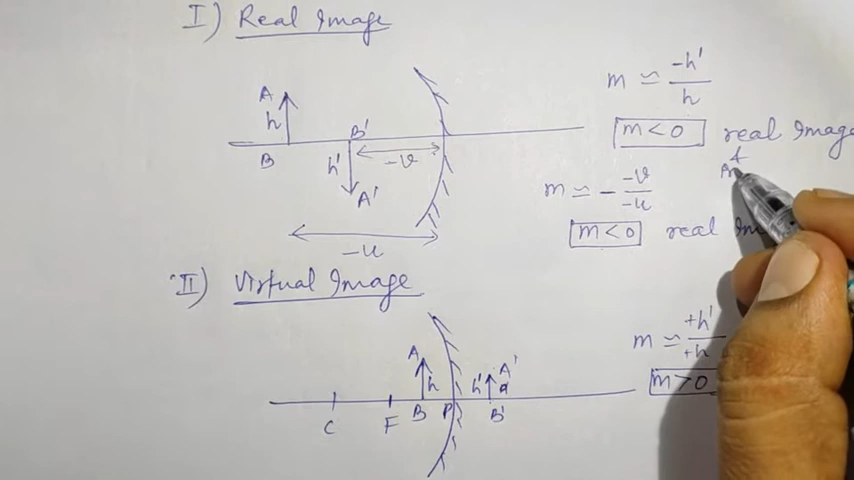 I) Real Image
A
h
B
B'
h'
A'
-v
-u
m ≃ -h'/h
m < 0 real Image
m ≃ - -v/-u
m < 0 real
II) Virtual Image
A
h
h'
A'
C
F
B
P
B'
m ≃ +h'/+h
m > 0